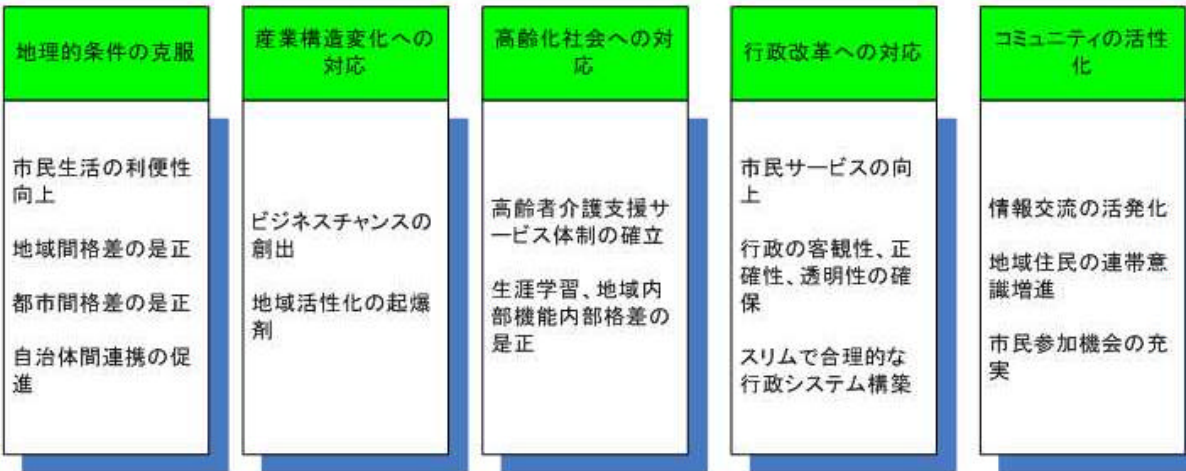 地理的条件の克服
市民生活の利便性
向上
地域間格差の是正
都市間格差の是正
自治体間連携の促
進
産業構造変化への
対応
ビジネスチャンスの
創出
地域活性化の起爆
剤
高齢化社会への対
応
高齢者介護支援サ
ービス体制の確立
生涯学習、地域内
部機能内部格差の
是正
行政改革への対応
市民サービスの向
上
行政の客観性、正
確性、透明性の確
保
スリムで合理的な
行政システム構築
コミュニティの活性
化
情報交流の活発化
地域住民の連帯意
識増進
市民参加機会の充
実